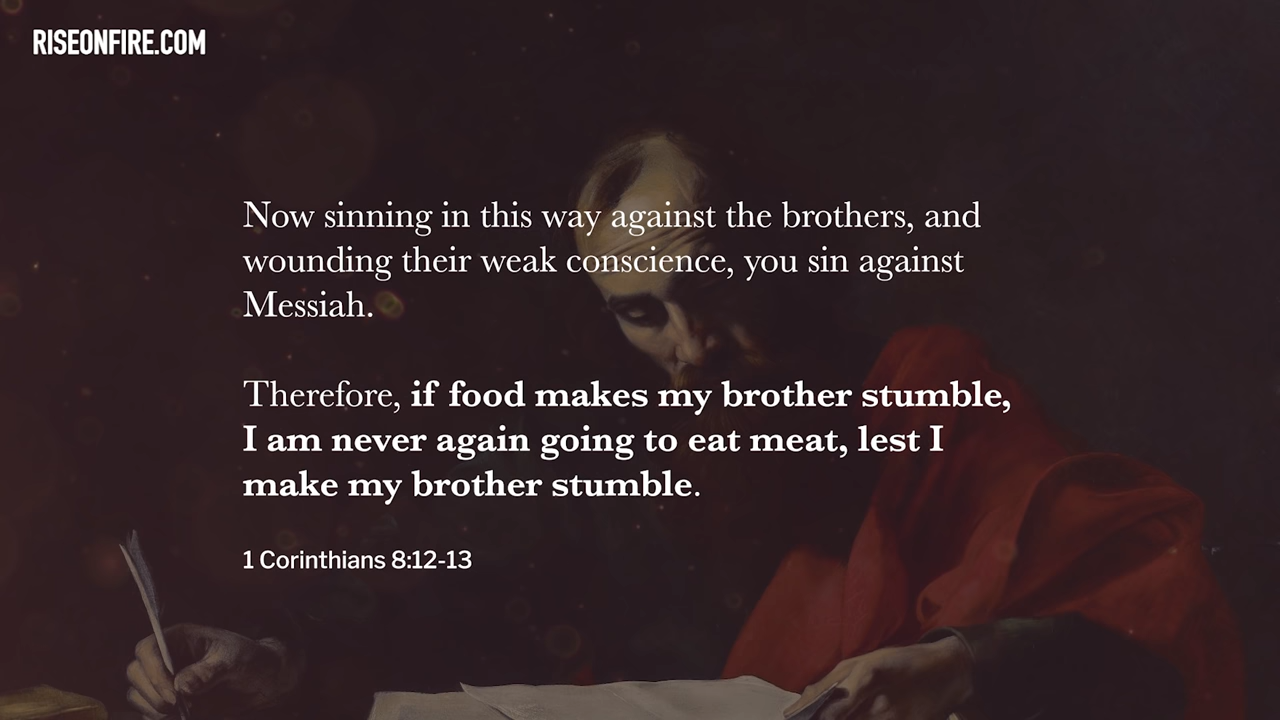 RISEONFIRE.COM
Now sinning in this way against the brothers, and
wounding their weak conscience, you sin against
Messiah.
Therefore, if food makes my brother stumble,
I am never again going to eat meat, lest I
make my brother stumble.
1 Corinthians 8:12-13